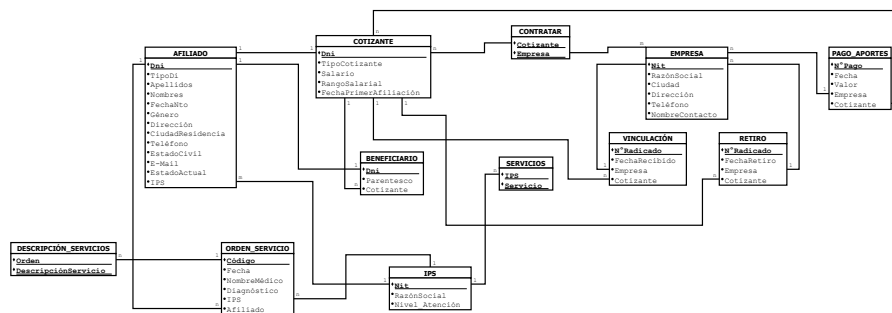 CONTRATAR
Cotizante
Empresa
COTIZANTE
Dni
TipoCotizante
Salario
RangoSalarial
FechaPrimerAfiliación
AFILIADO
Dni
TipoDi
Apellidos
Nombres
FechaNto
Género
Dirección
CiudadResidencia
Teléfono
EstadoCivil
E-Mail
EstadoActual
IPS
EMPRESA
Nit
RazónSocial
Ciudad
Dirección
Teléfono
NombreContacto
PAGO_APORTES
N°Pago
Fecha
Valor
Empresa
Cotizante
VINCULACIÓN
N°Radicado
FechaRecibido
Empresa
Cotizante
RETIRO
N°Radicado
FechaRetiro
Empresa
Cotizante
BENEFICIARIO
Dni
Parentesco
Cotizante
SERVICIOS
IPS
Servicio
DESCRIPCIÓN_SERVICIOS
Orden
DescripciónServicio
ORDEN_SERVICIO
Código
Fecha
NombreMédico
Diagnóstico
IPS
Afiliado
IPS
Nit
RazónSocial
Nivel_Atención